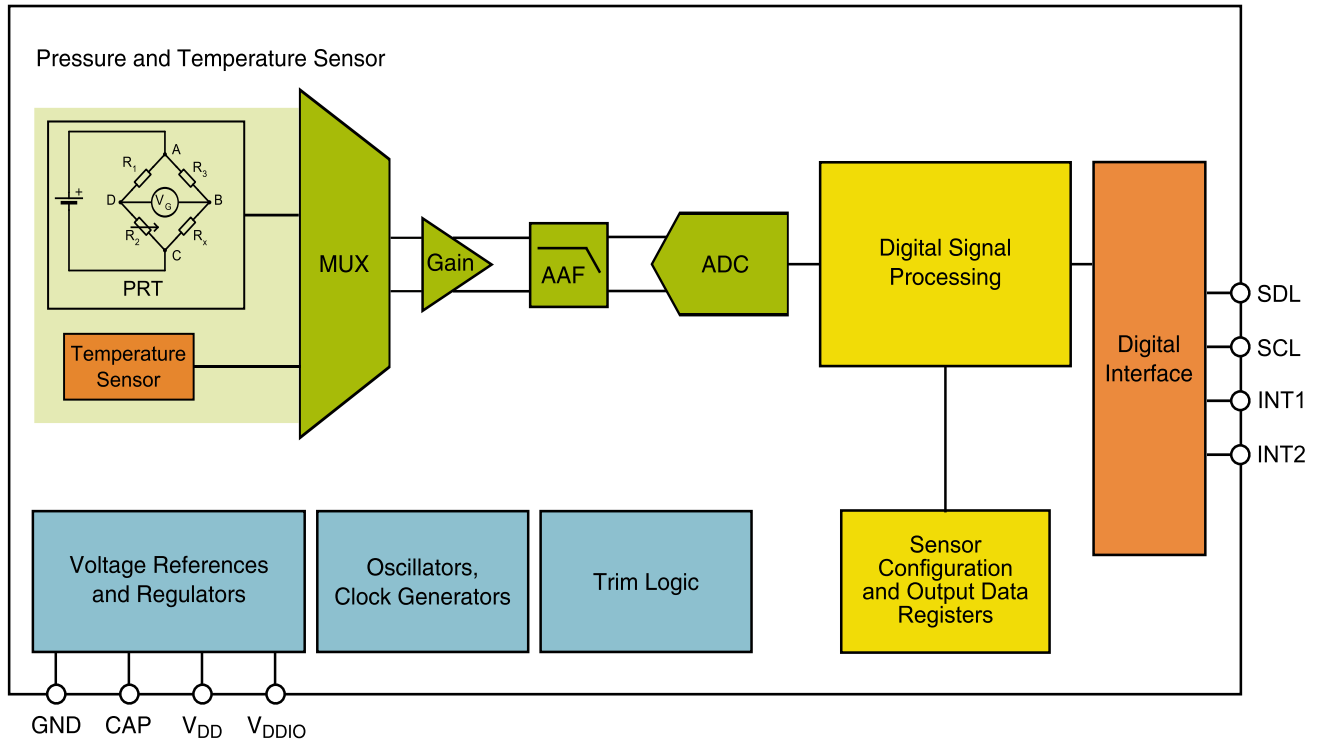 Pressure and Temperature Sensor
A
R1
R3
D
VG
B
R2
Rx
C
+
PRT
Temperature
Sensor
MUX
Gain
AAF
ADC
Digital Signal
Processing
Digital
Interface
SDL
SCL
INT1
INT2
Voltage References
and Regulators
Oscillators,
Clock Generators
Trim Logic
Sensor
Configuration
and Output Data
Registers
GND
CAP
VDD
VDDIO